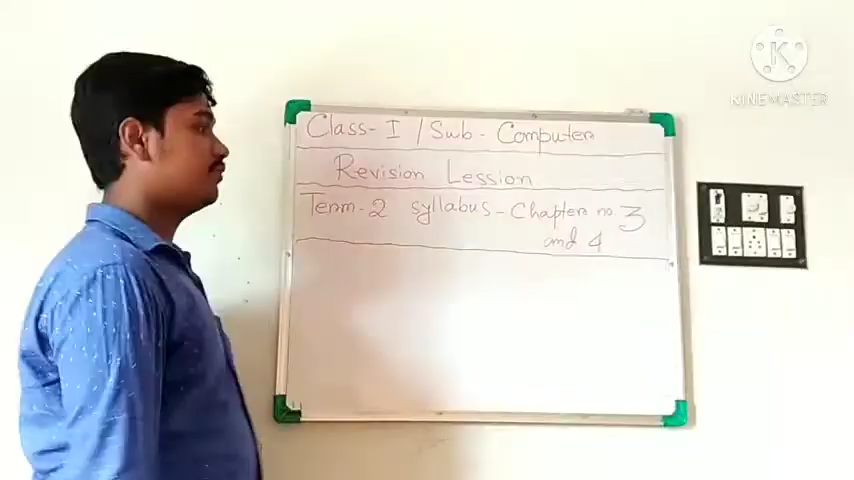 Class - I / Sub - Computer
Revision Lession
Term - 2 syllabus - Chapter no. 3
and 4
K
KINEMASTER